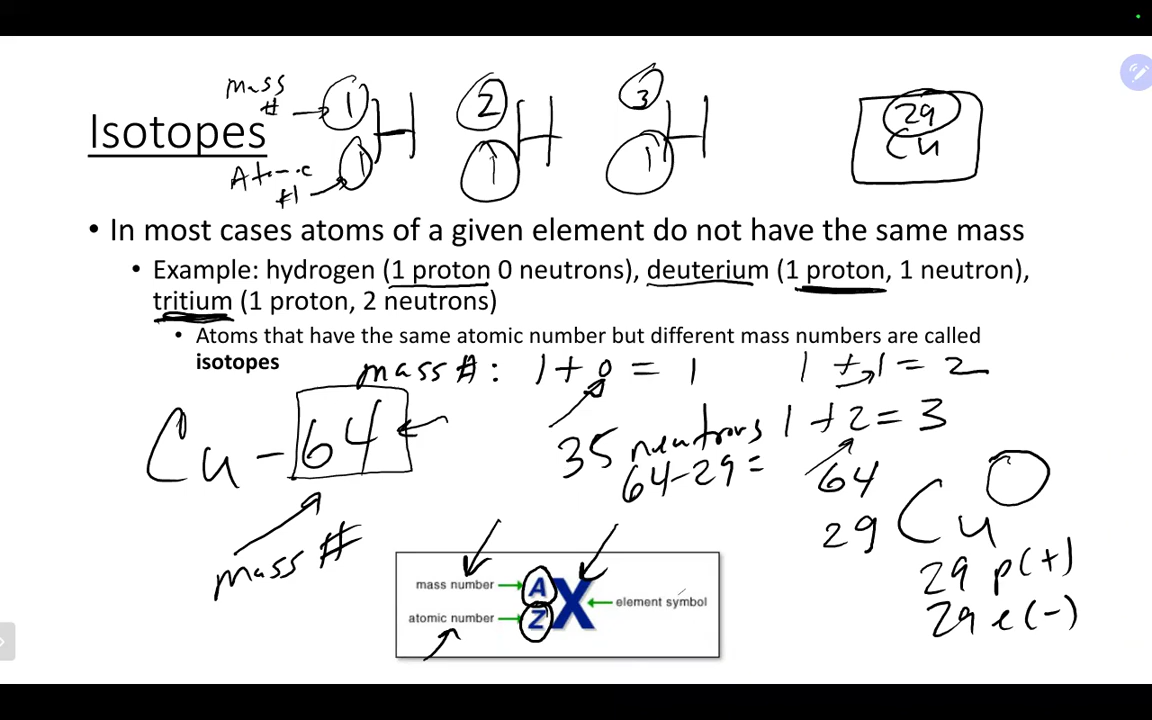 mass
#
1
1
H
2
1
H
3
1
H
29
Cu
Isotopes
Atomic
#
• In most cases atoms of a given element do not have the same mass
• Example: hydrogen (1 proton 0 neutrons), deuterium (1 proton, 1 neutron),
tritium (1 proton, 2 neutrons)
• Atoms that have the same atomic number but different mass numbers are called
isotopes
mass #: 1 + 0 = 1
1 + 1 = 2
1 + 2 = 3
Cu - 64
mass #
35 neutrons
64 - 29 =
64
29 Cu
29 p (+)
29 e (-)
mass number
A
X
element symbol
atomic number
Z